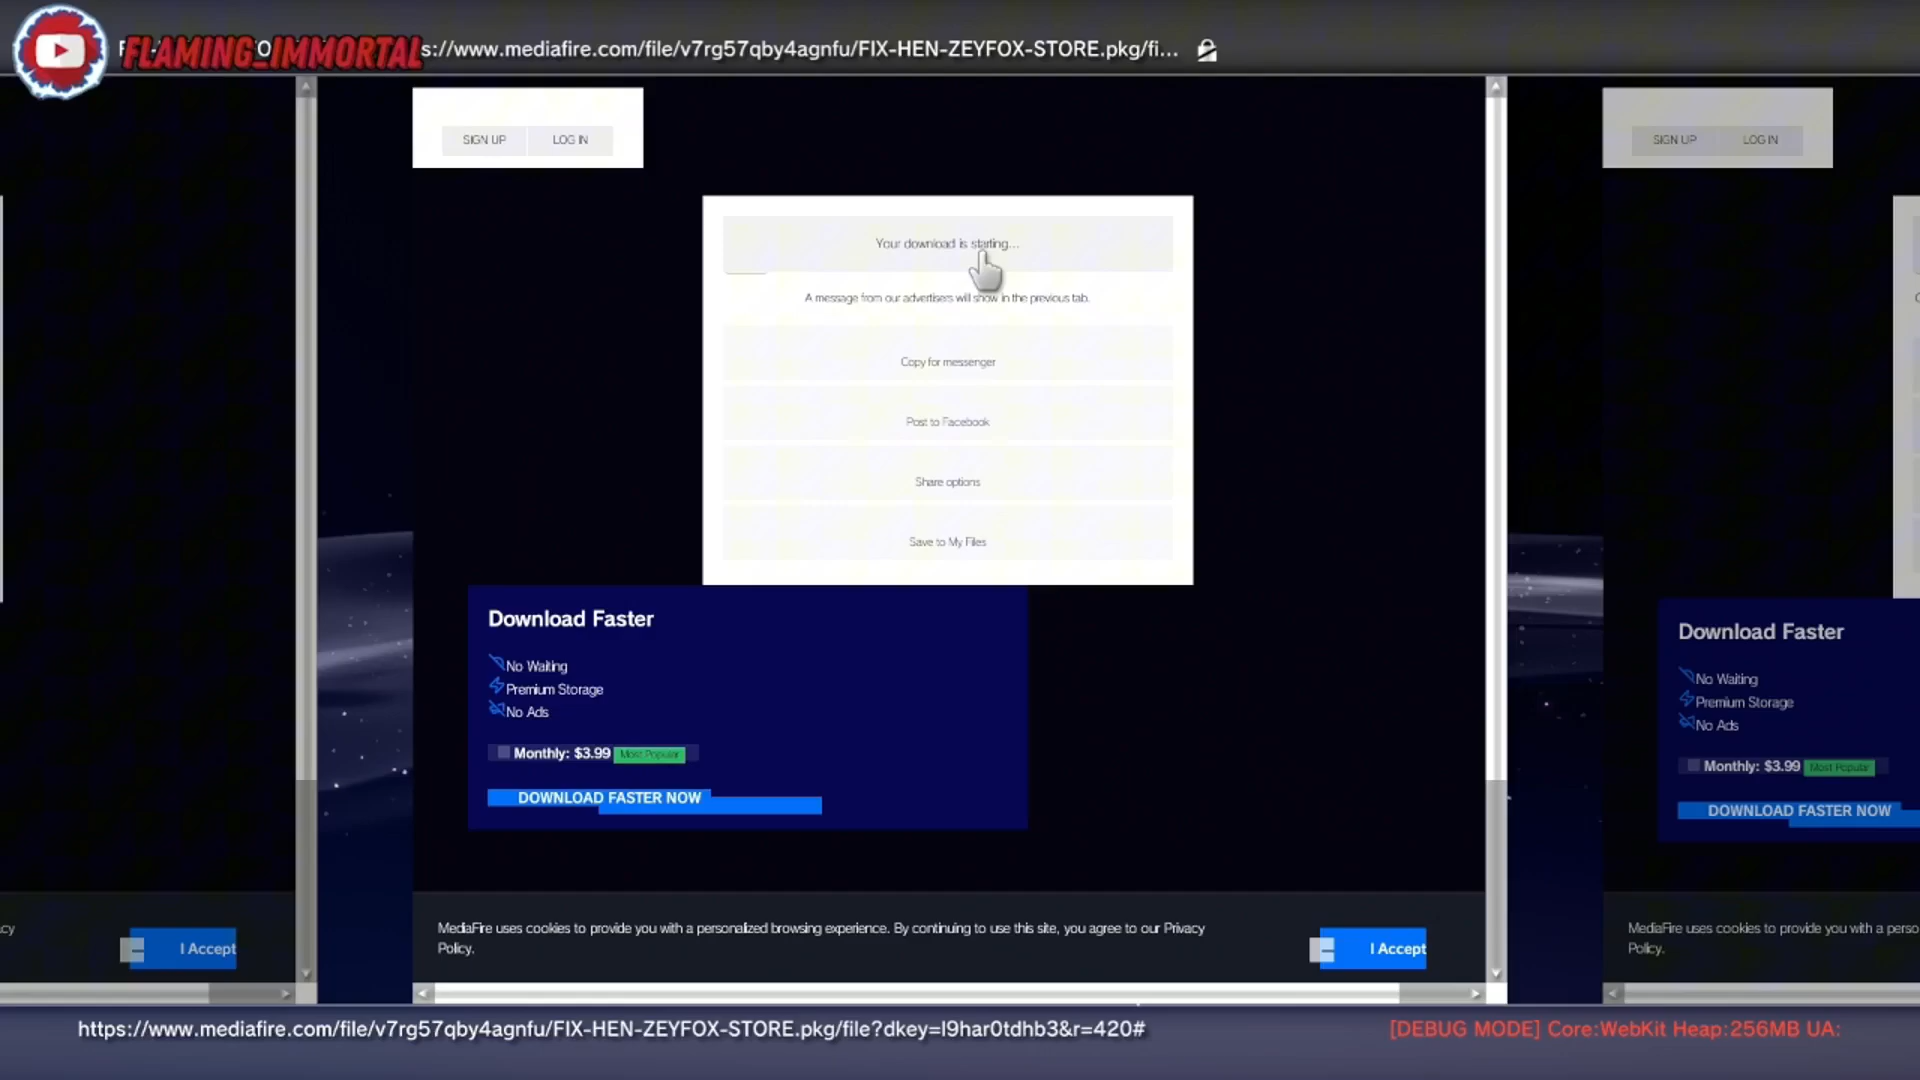 FLAMING_IMMORTAL
s://www.mediafire.com/file/v7rg57qby4agnfu/FIX-HEN-ZEYFOX-STORE.pkg/fi...
SIGN UP
LOG IN
Your download is starting...
A message from our advertisers will show in the previous tab.
Copy for messenger
Post to Facebook
Share options
Save to My Files
Download Faster
No Waiting
Premium Storage
No Ads
Monthly: $3.99 Most Popular
DOWNLOAD FASTER NOW
MediaFire uses cookies to provide you with a personalized browsing experience. By continuing to use this site, you agree to our Privacy
Policy.
I Accept
cy
I Accept
SIGN UP
LOG IN
Download Faster
No Waiting
Premium Storage
No Ads
Monthly: $3.99 Most Popular
DOWNLOAD FASTER NOW
MediaFire uses cookies to provide you with a perso
Policy.
https://www.mediafire.com/file/v7rg57qby4agnfu/FIX-HEN-ZEYFOX-STORE.pkg/file?dkey=l9har0tdhb3&r=420#
[DEBUG MODE] Core:WebKit Heap:256MB UA: